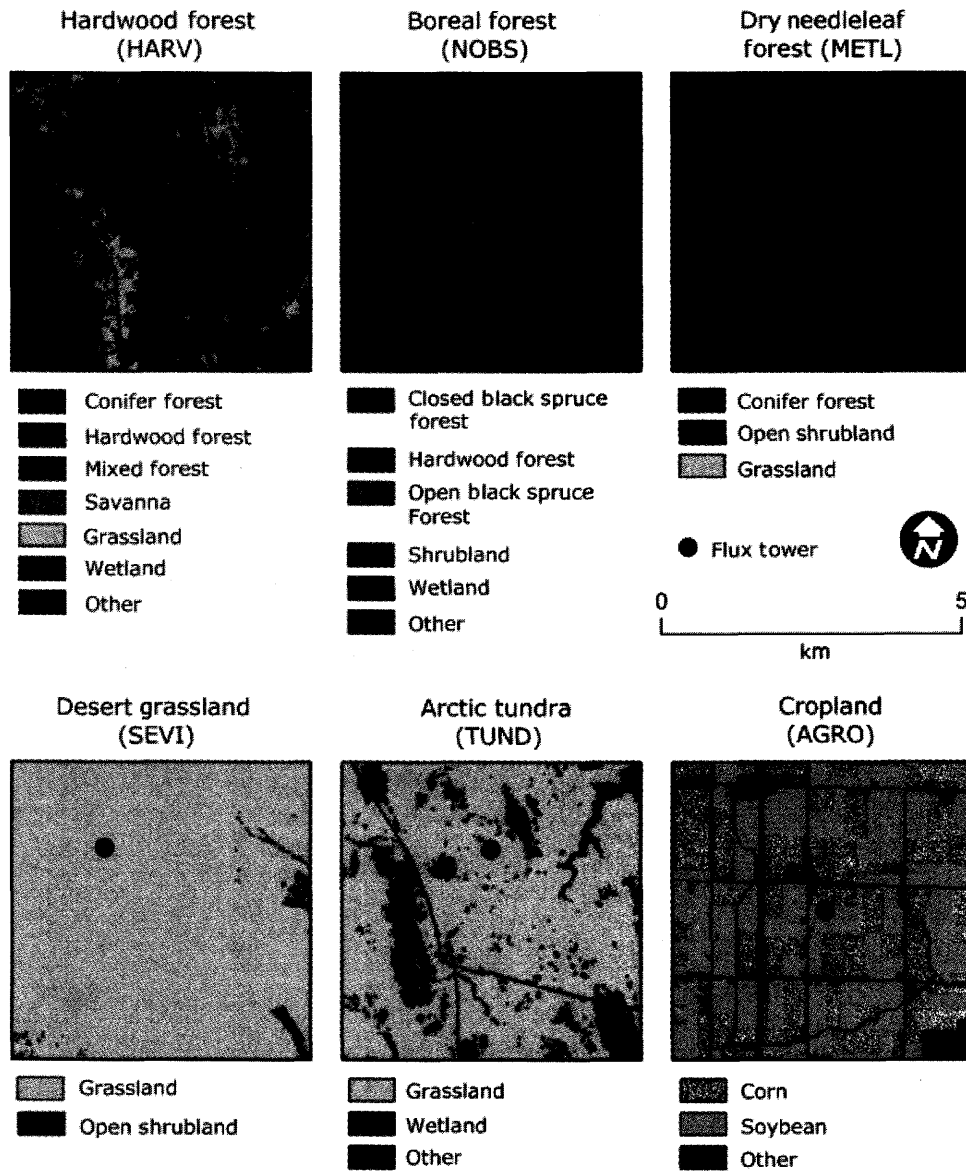 Hardwood forest
(HARV)
Boreal forest
(NOBS)
Dry needleleaf
forest (METL)
Conifer forest
Hardwood forest
Mixed forest
Savanna
Grassland
Wetland
Other
Closed black spruce
forest
Hardwood forest
Open black spruce
Forest
Shrubland
Wetland
Other
Conifer forest
Open shrubland
Grassland
Flux tower
N
0 5
km
Desert grassland
(SEVI)
Arctic tundra
(TUND)
Cropland
(AGRO)
Grassland
Open shrubland
Grassland
Wetland
Other
Corn
Soybean
Other